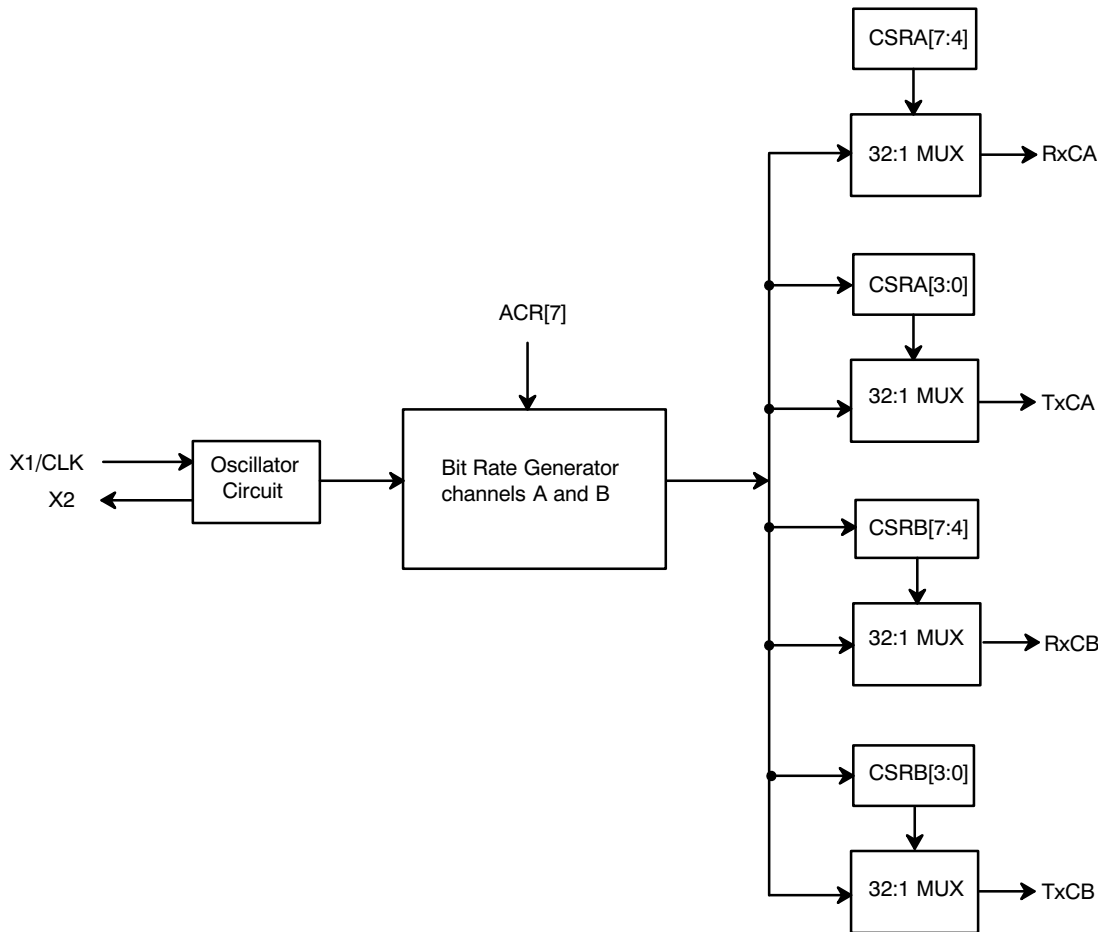 CSRA[7:4]
32:1 MUX
RxCA
CSRA[3:0]
ACR[7]
32:1 MUX
TxCA
X1/CLK
X2
Oscillator
Circuit
Bit Rate Generator
channels A and B
CSRB[7:4]
32:1 MUX
RxCB
CSRB[3:0]
32:1 MUX
TxCB